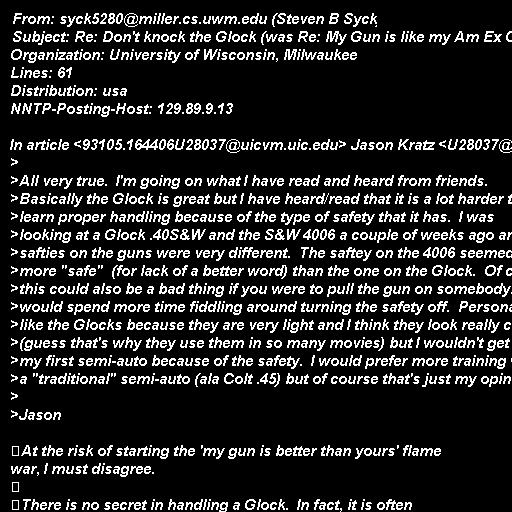 From: syck5280@miller.cs.uwm.edu (Steven B Syck
Subject: Re: Don't knock the Glock (was Re: My Gun is like my Am Ex
Organization: University of Wisconsin, Milwaukee
Lines: 61
Distribution: usa
NNTP-Posting-Host: 129.89.9.13

In article <93105.164406U28037@uicvm.uic.edu> Jason Kratz <U28037@
>
>All very true.  I'm going on what I have read and heard from friends.
>Basically the Glock is great but I have heard/read that it is a lot harder
>learn proper handling because of the type of safety that it has.  I was
>looking at a Glock .40S&W and the S&W 4006 a couple of weeks ago
>safties on the guns were very different.  The saftey on the 4006 seemed
>more "safe"  (for lack of a better word) than the one on the Glock.  Of
>this could also be a bad thing if you were to pull the gun on somebody.
>would spend more time fiddling around turning the safety off.  Persona
>like the Glocks because they are very light and I think they look really
>(guess that's why they use them in so many movies) but I wouldn't get
>my first semi-auto because of the safety.  I would prefer more training
>a "traditional" semi-auto (ala Colt .45) but of course that's just my opin
>
>Jason

At the risk of starting the 'my gun is better than yours' flame
war, I must disagree.

There is no secret in handling a Glock.  In fact, it is often